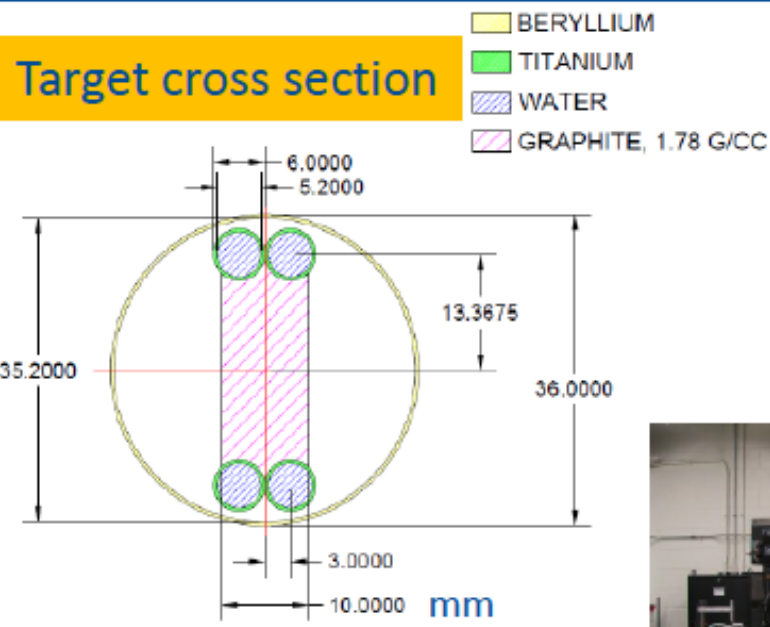 BERYLLIUM
Target cross section
TITANIUM
WATER
GRAPHITE, 1.78 G/CC
6.0000
5.2000
13.3675
35.2000
36.0000
3.0000
10.0000 mm